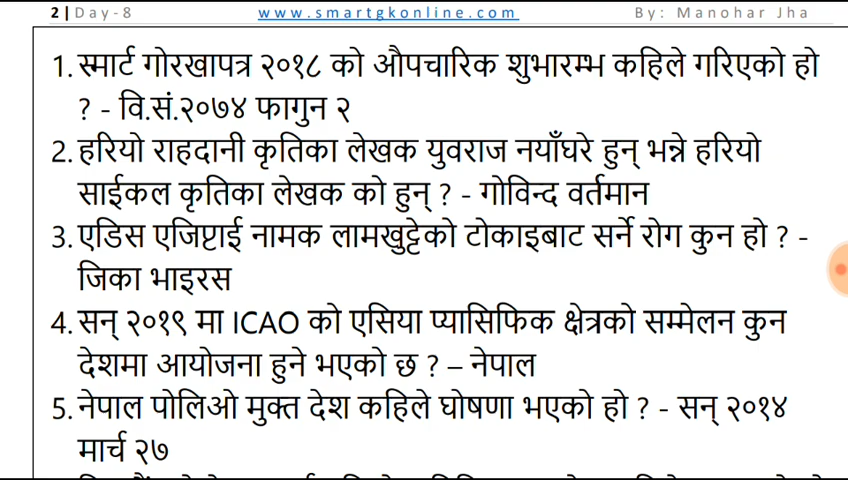 2 | Day-8 www.smartgkonline.com By: Manohar Jha
1. स्मार्ट गोरखापत्र २०१८ को औपचारिक शुभारम्भ कहिले गरिएको हो
? - वि.सं.२०७४ फागुन २
2. हरियो राहदानी कृतिका लेखक युवराज नयाँघरे हुन् भन्ने हरियो
साईकल कृतिका लेखक को हुन् ? - गोविन्द वर्तमान
3. एडिस एजिप्टाई नामक लामखुट्टेको टोकाइबाट सर्ने रोग कुन हो ? -
जिका भाइरस
4. सन् २०१९ मा ICAO को एसिया प्यासिफिक क्षेत्रको सम्मेलन कुन
देशमा आयोजना हुने भएको छ ? – नेपाल
5. नेपाल पोलिओ मुक्त देश कहिले घोषणा भएको हो ? - सन् २०१४
मार्च २७